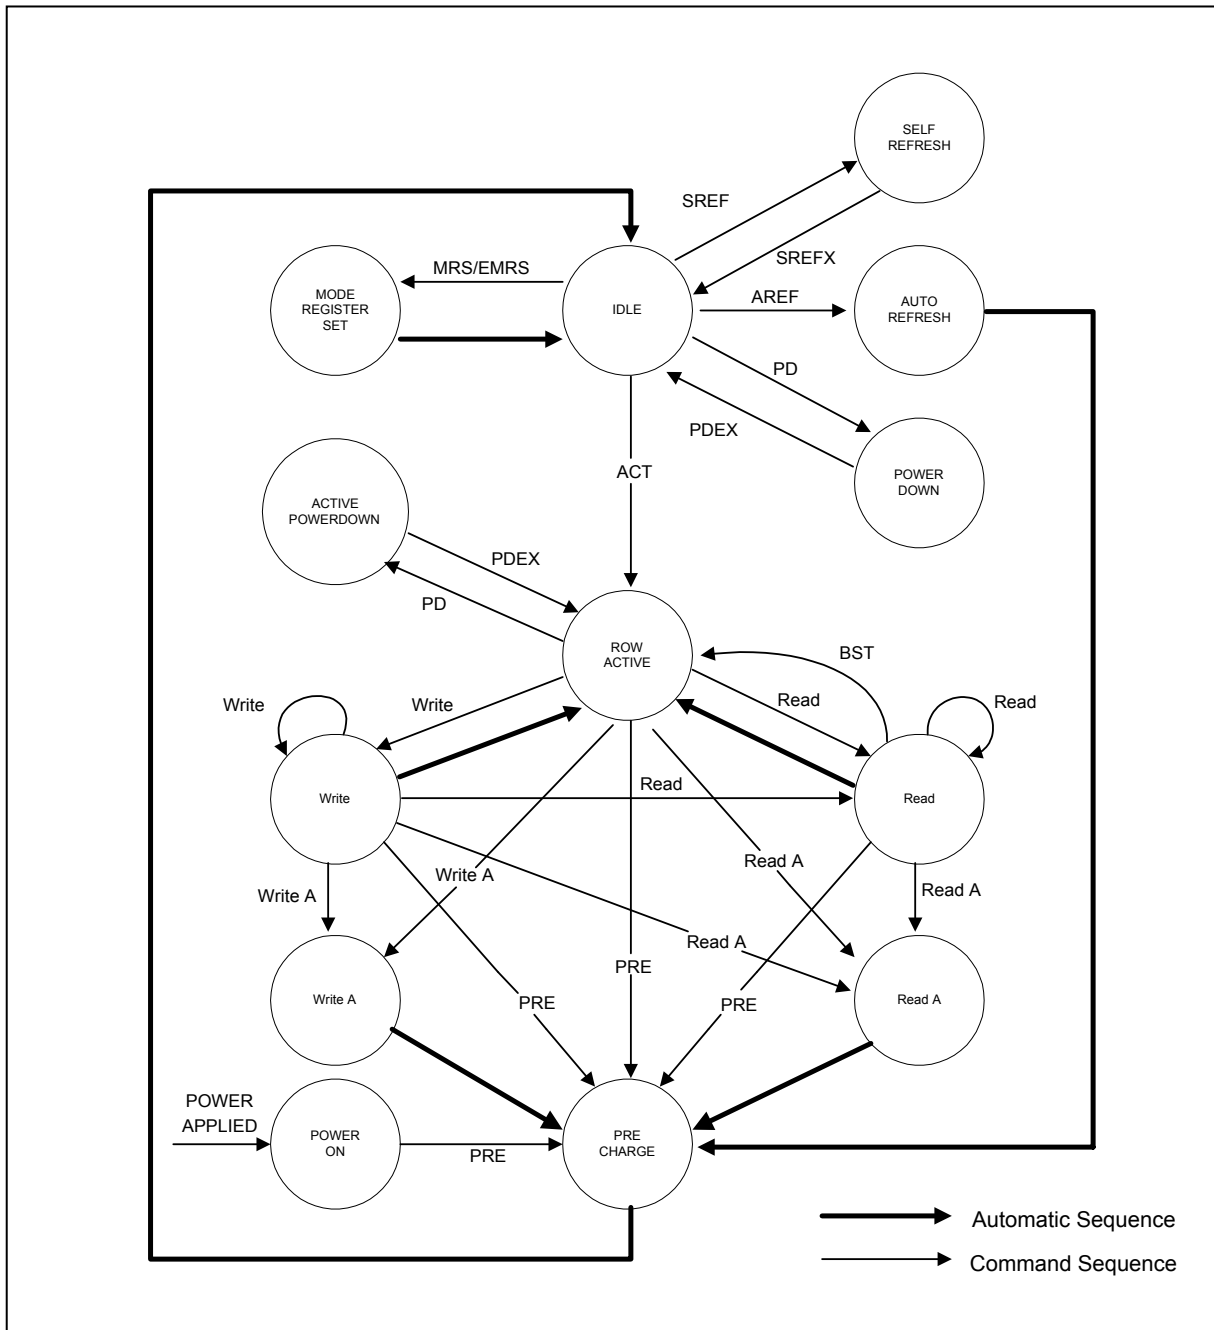 SELF
REFRESH
SREF
SREFX
MRS/EMRS
MODE
REGISTER
SET
IDLE
AREF
AUTO
REFRESH
PD
PDEX
POWER
DOWN
ACT
ACTIVE
POWERDOWN
PDEX
PD
ROW
ACTIVE
BST
Write
Write
Read
Read
Write
Read
Read
Write A
Write A
Read A
Read A
Read A
Write A
PRE
PRE
PRE
Read A
POWER
APPLIED
POWER
ON
PRE
PRE
CHARGE
Automatic Sequence
Command Sequence